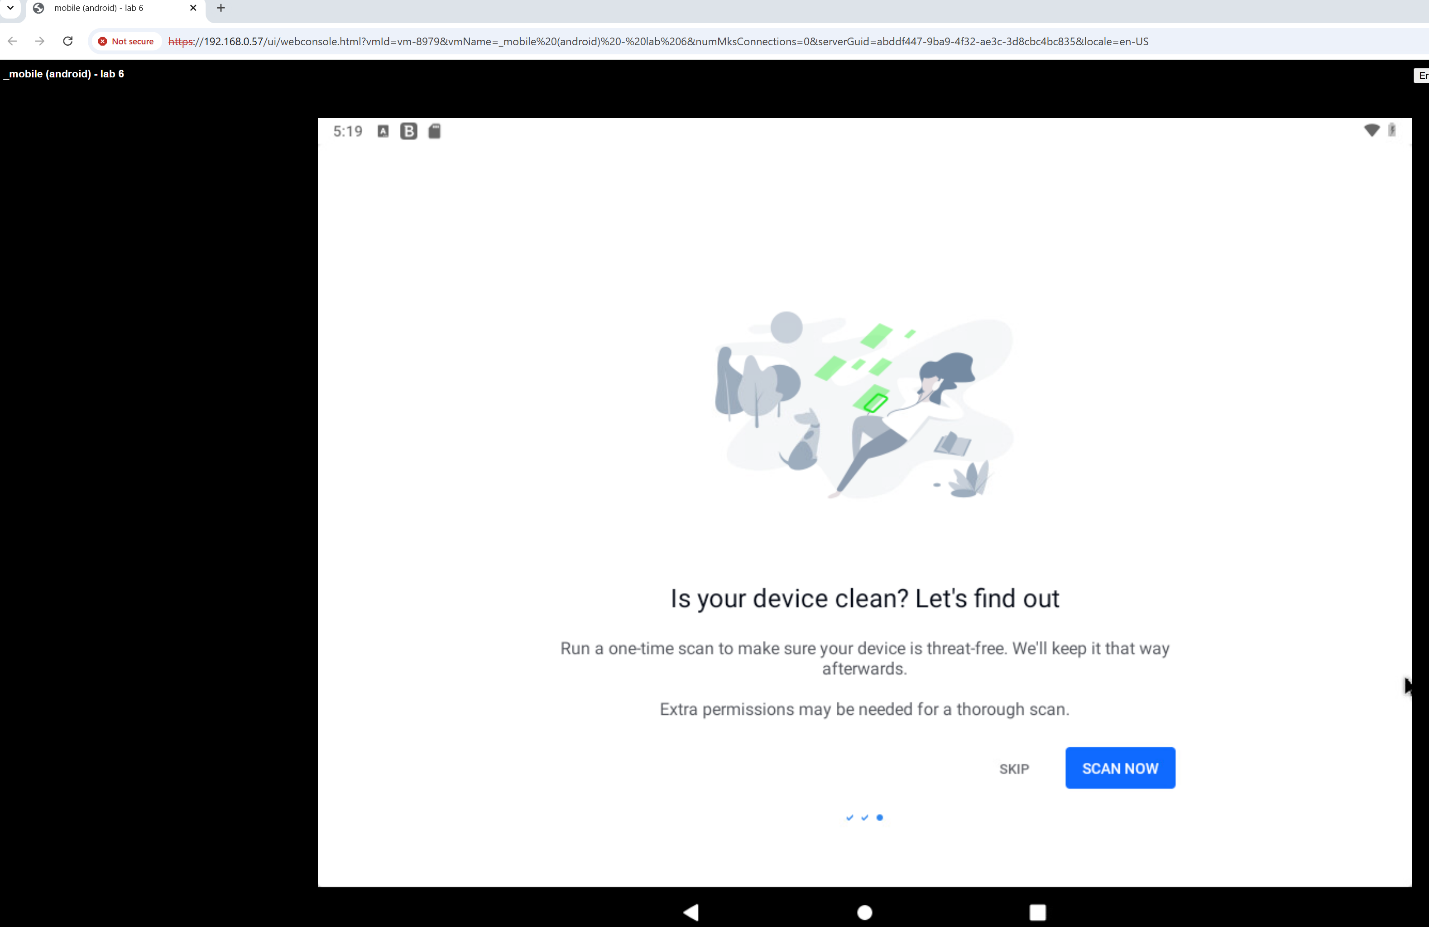 mobile (android) - lab 6
Not secure
https://192.168.0.57/ui/webconsole.html?vmId=vm-8979&vmName=_mobile%20(android)%20-%20lab%206&numMksConnections=0&serverGuid=abddf447-9ba9-4f32-ae3c-3d8cbc4bc835&locale=en-US
_mobile (android) - lab 6
Er
5:19 A B
Is your device clean? Let's find out
Run a one-time scan to make sure your device is threat-free. We'll keep it that way
afterwards.
Extra permissions may be needed for a thorough scan.
SKIP SCAN NOW